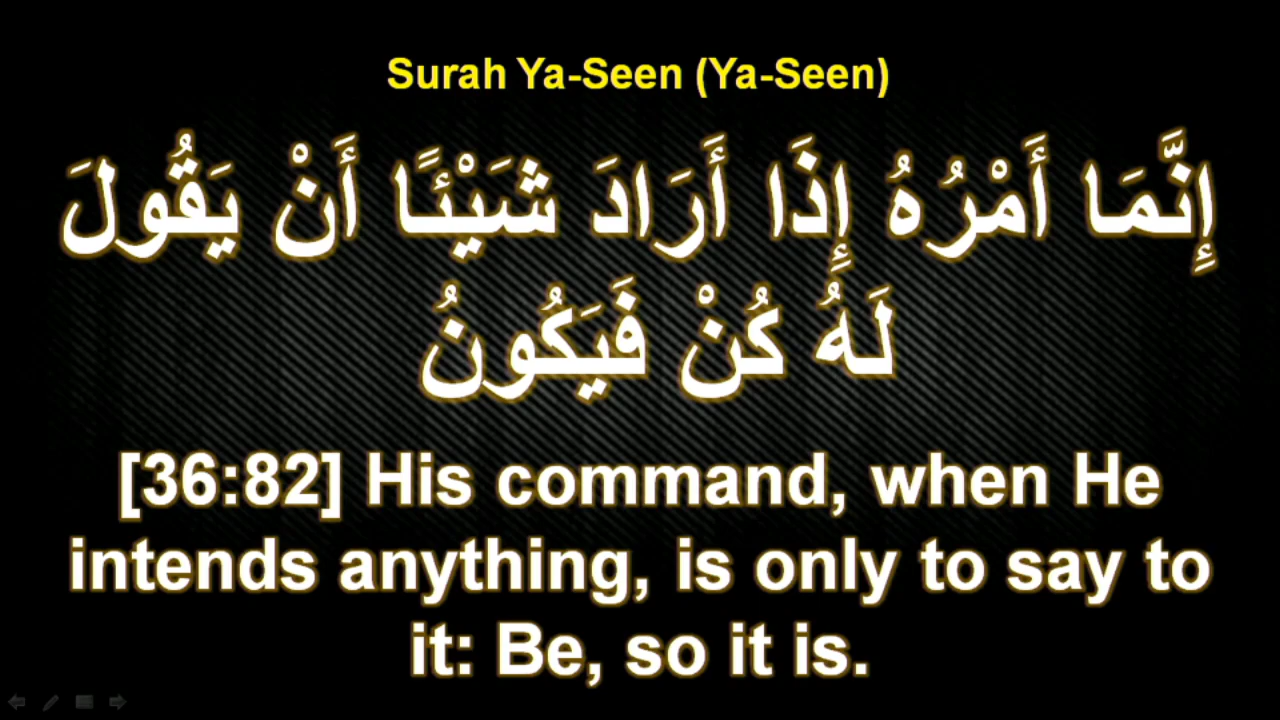 Surah Ya-Seen (Ya-Seen)
إِنَّمَا أَمْرُهُ إِذَا أَرَادَ شَيْئًا أَنْ يَقُولَ
لَهُ كُنْ فَيَكُونُ
[36:82] His command, when He
intends anything, is only to say to
it: Be, so it is.